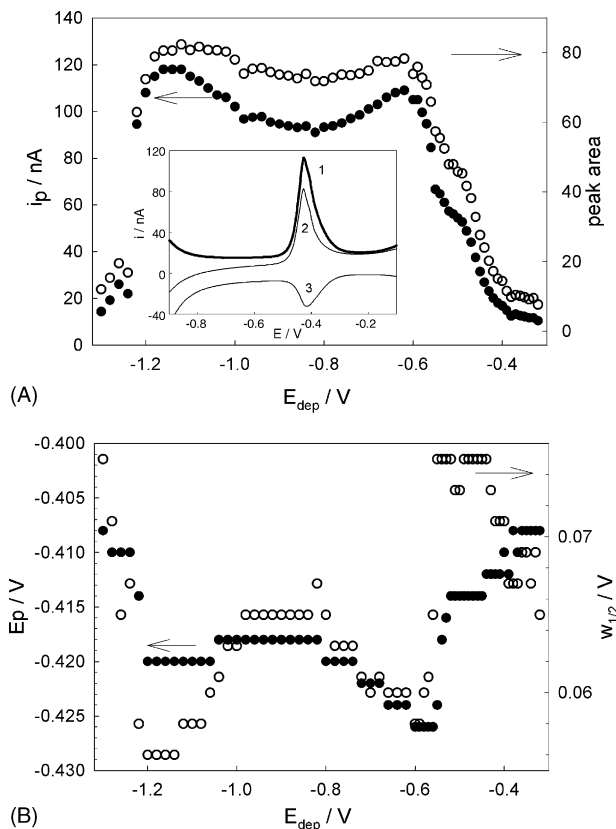 140
120
100
80
60
40
20
0
i_p / nA
80
60
40
20
0
peak area
120
80
40
0
-40
i / nA
1
2
3
-0.8 -0.6 -0.4 -0.2
E / V
-1.2 -1.0 -0.8 -0.6 -0.4
E_dep / V
(A)
-0.400
-0.405
-0.410
-0.415
-0.420
-0.425
-0.430
Ep / V
0.07
0.06
w_1/2 / V
-1.2 -1.0 -0.8 -0.6 -0.4
E_dep / V
(B)